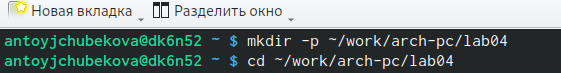 Новая вкладка Разделить окно
antoyjchubekova@dk6n52 ~ $ mkdir -p ~/work/arch-pc/lab04
antoyjchubekova@dk6n52 ~ $ cd ~/work/arch-pc/lab04